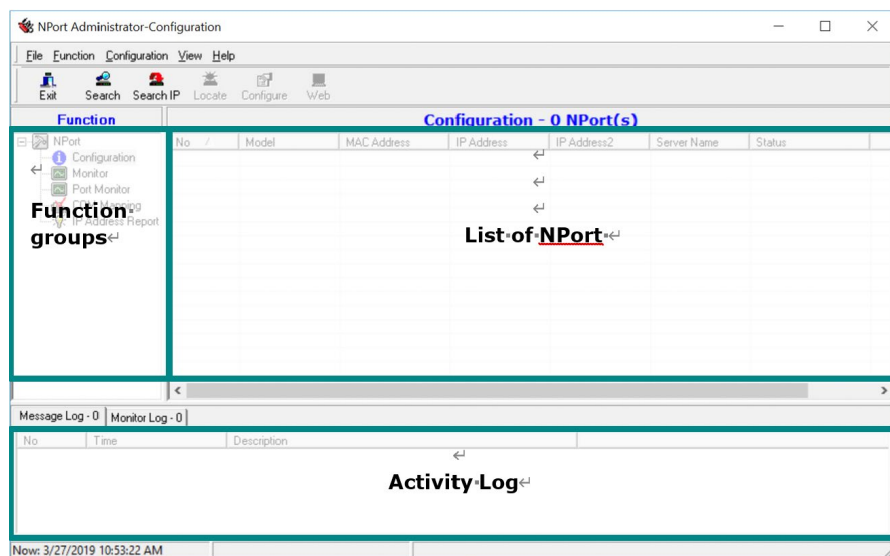 NPort Administrator-Configuration
File Function Configuration View Help
Exit Search Search IP Locate Configure Web
Function
Configuration - 0 NPort(s)
No / Model MAC Address IP Address IP Address2 Server Name Status
NPort
Configuration
Monitor
Port Monitor
COM Mapping
IP Address Report
Function
groups
List of NPort
Message Log - 0 Monitor Log - 0
No Time Description
Activity Log
Now: 3/27/2019 10:53:22 AM